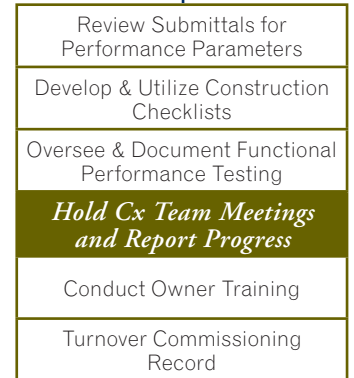 Review Submittals for
Performance Parameters
Develop & Utilize Construction
Checklists
Oversee & Document Functional
Performance Testing
Hold Cx Team Meetings
and Report Progress
Conduct Owner Training
Turnover Commissioning
Record